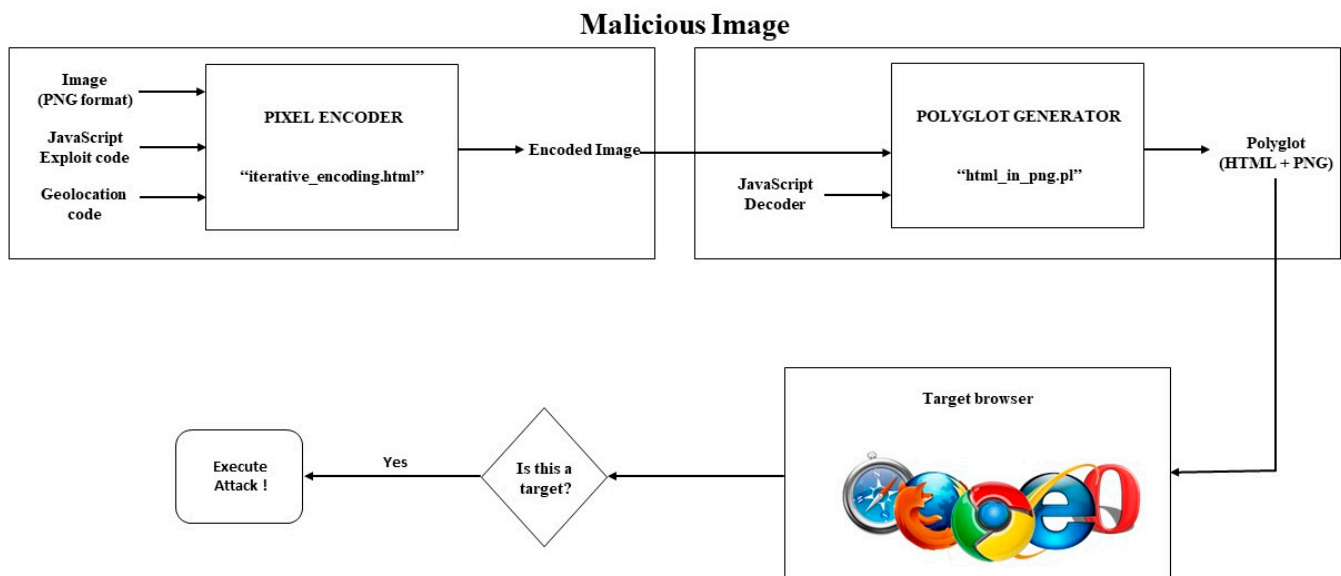 Malicious Image
Image
(PNG format)
JavaScript
Exploit code
Geolocation
code
PIXEL ENCODER
“iterative_encoding.html”
Encoded Image
JavaScript
Decoder
POLYGLOT GENERATOR
“html_in_png.pl”
Polyglot
(HTML + PNG)
Target browser
Is this a
target?
Yes
Execute
Attack !